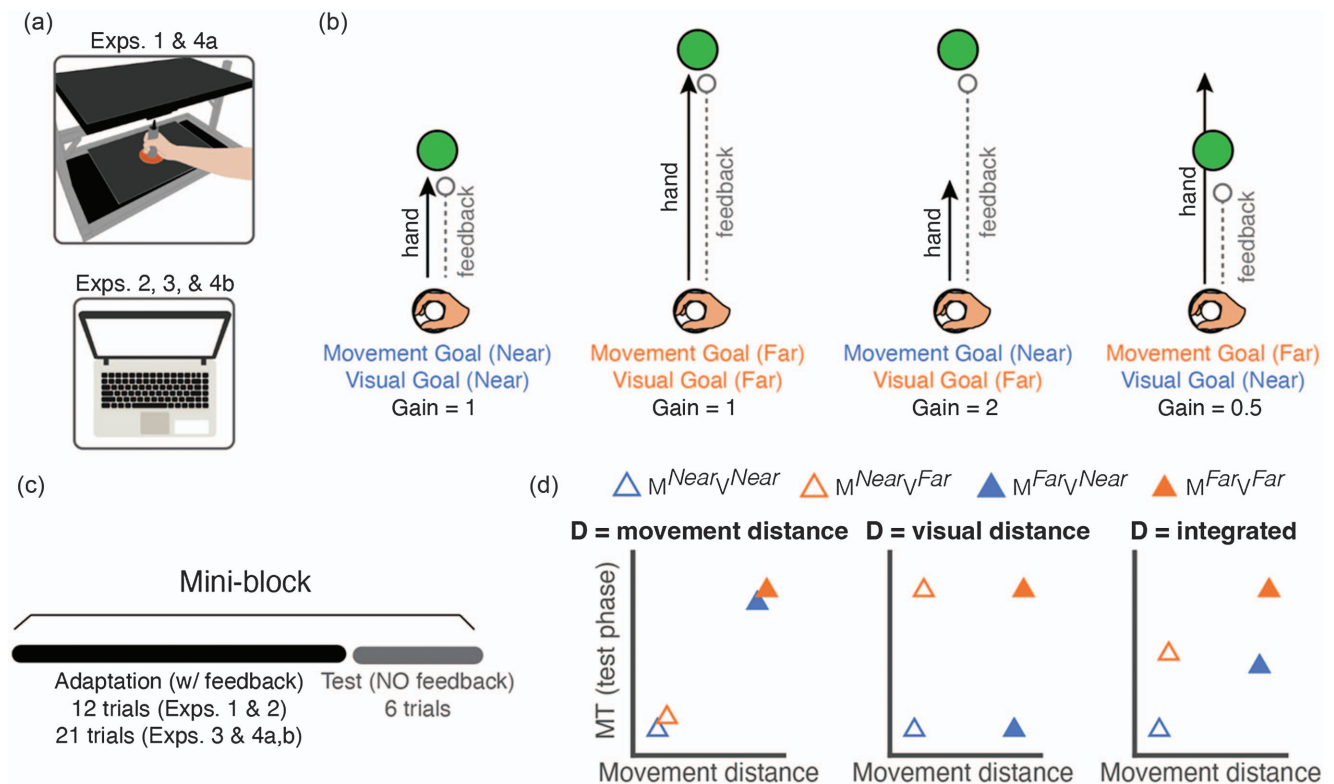 (a)
Exps. 1 & 4a
Exps. 2, 3, & 4b
(b)
hand
feedback
Movement Goal (Near)
Visual Goal (Near)
Gain = 1
hand
feedback
Movement Goal (Far)
Visual Goal (Far)
Gain = 1
hand
feedback
Movement Goal (Near)
Visual Goal (Far)
Gain = 2
hand
feedback
Movement Goal (Far)
Visual Goal (Near)
Gain = 0.5
(c)
Mini-block
Adaptation (w/ feedback)
12 trials (Exps. 1 & 2)
21 trials (Exps. 3 & 4a,b)
Test (NO feedback)
6 trials
(d)
M^Near V^Near M^Near V^Far M^Far V^Near M^Far V^Far
D = movement distance D = visual distance D = integrated
MT (test phase)
Movement distance Movement distance Movement distance